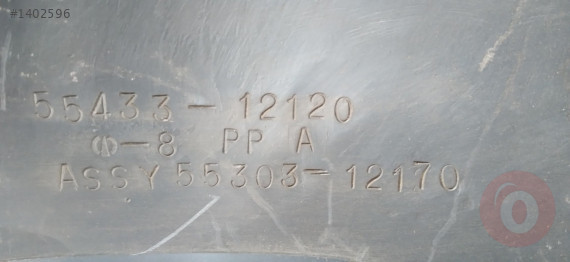 #1402596
55433-12120
Φ-8 PP A
ASSY 55303-12170